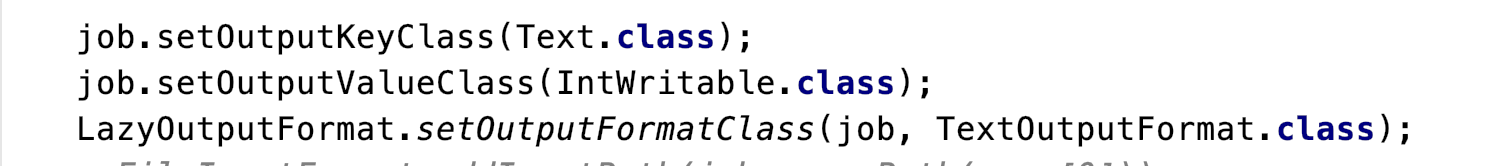 job.setOutputKeyClass(Text.class);
job.setOutputValueClass(IntWritable.class);
LazyOutputFormat.setOutputFormatClass(job, TextOutputFormat.class);